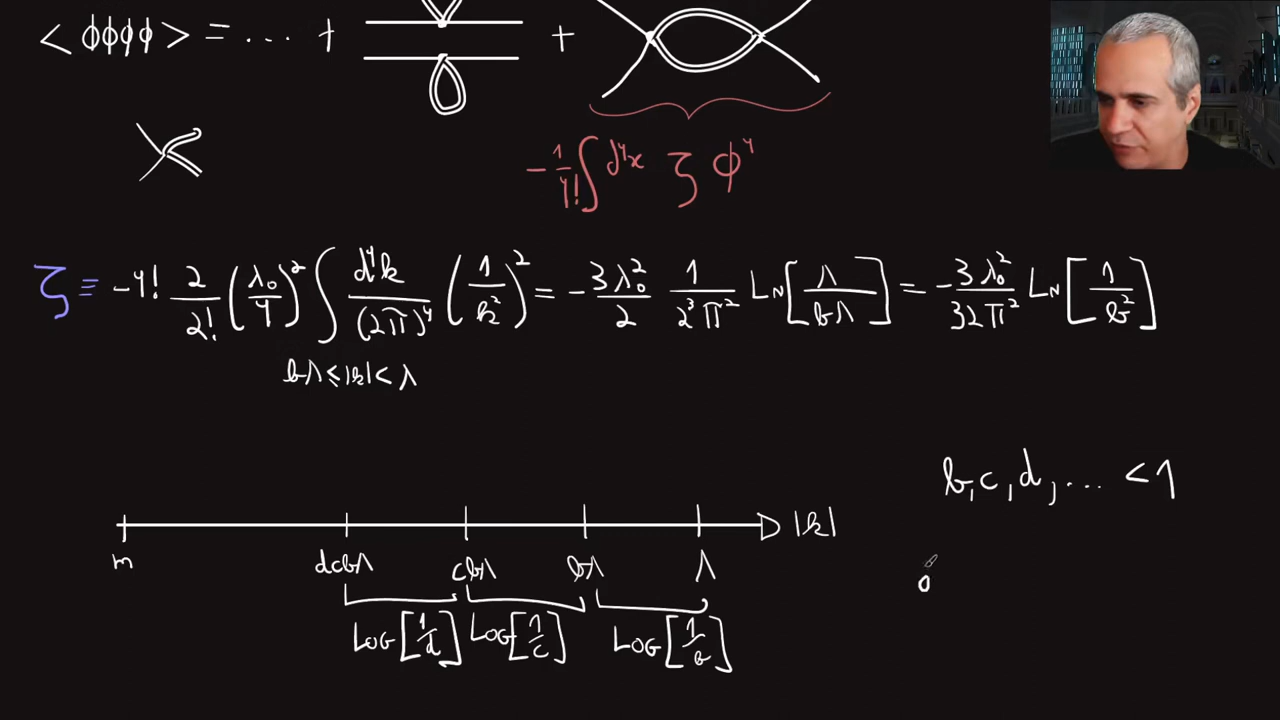 < ϕϕϕϕ > = ... + +
-1/4! ∫ d⁴x ζ ϕ⁴
ζ ≡ -4! 2/2! (λ₀/4)² ∫ d⁴k/(2π)⁴ (1/k²)² = -3λ₀²/2 1/2³π² LN[Λ/bΛ] = -3λ₀²/32π² LN[1/b²]
bΛ≤|k|<Λ
b,c,d,... <1
|k|
m dcbΛ cbΛ bΛ Λ
LOG[1/d] LOG[1/c] LOG[1/b]